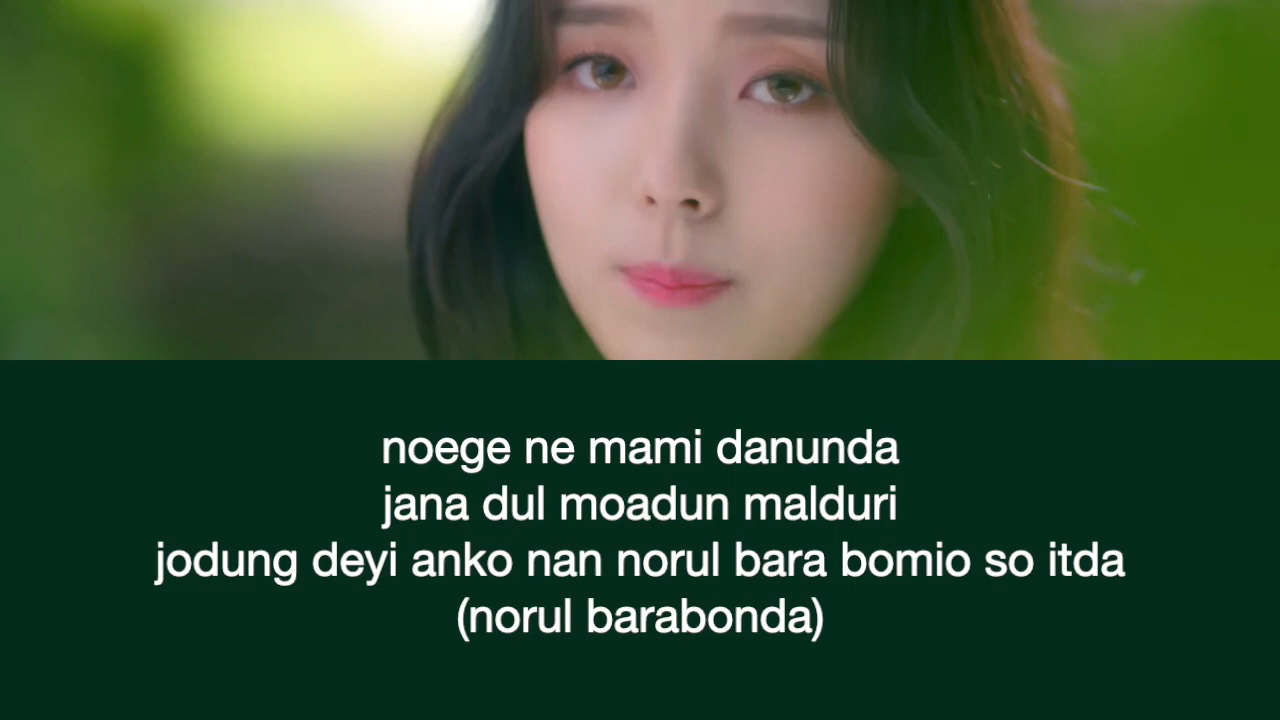 noege ne mami danunda
jana dul moadun malduri
jodung deyi anko nan norul bara bomio so itda
(norul barabonda)